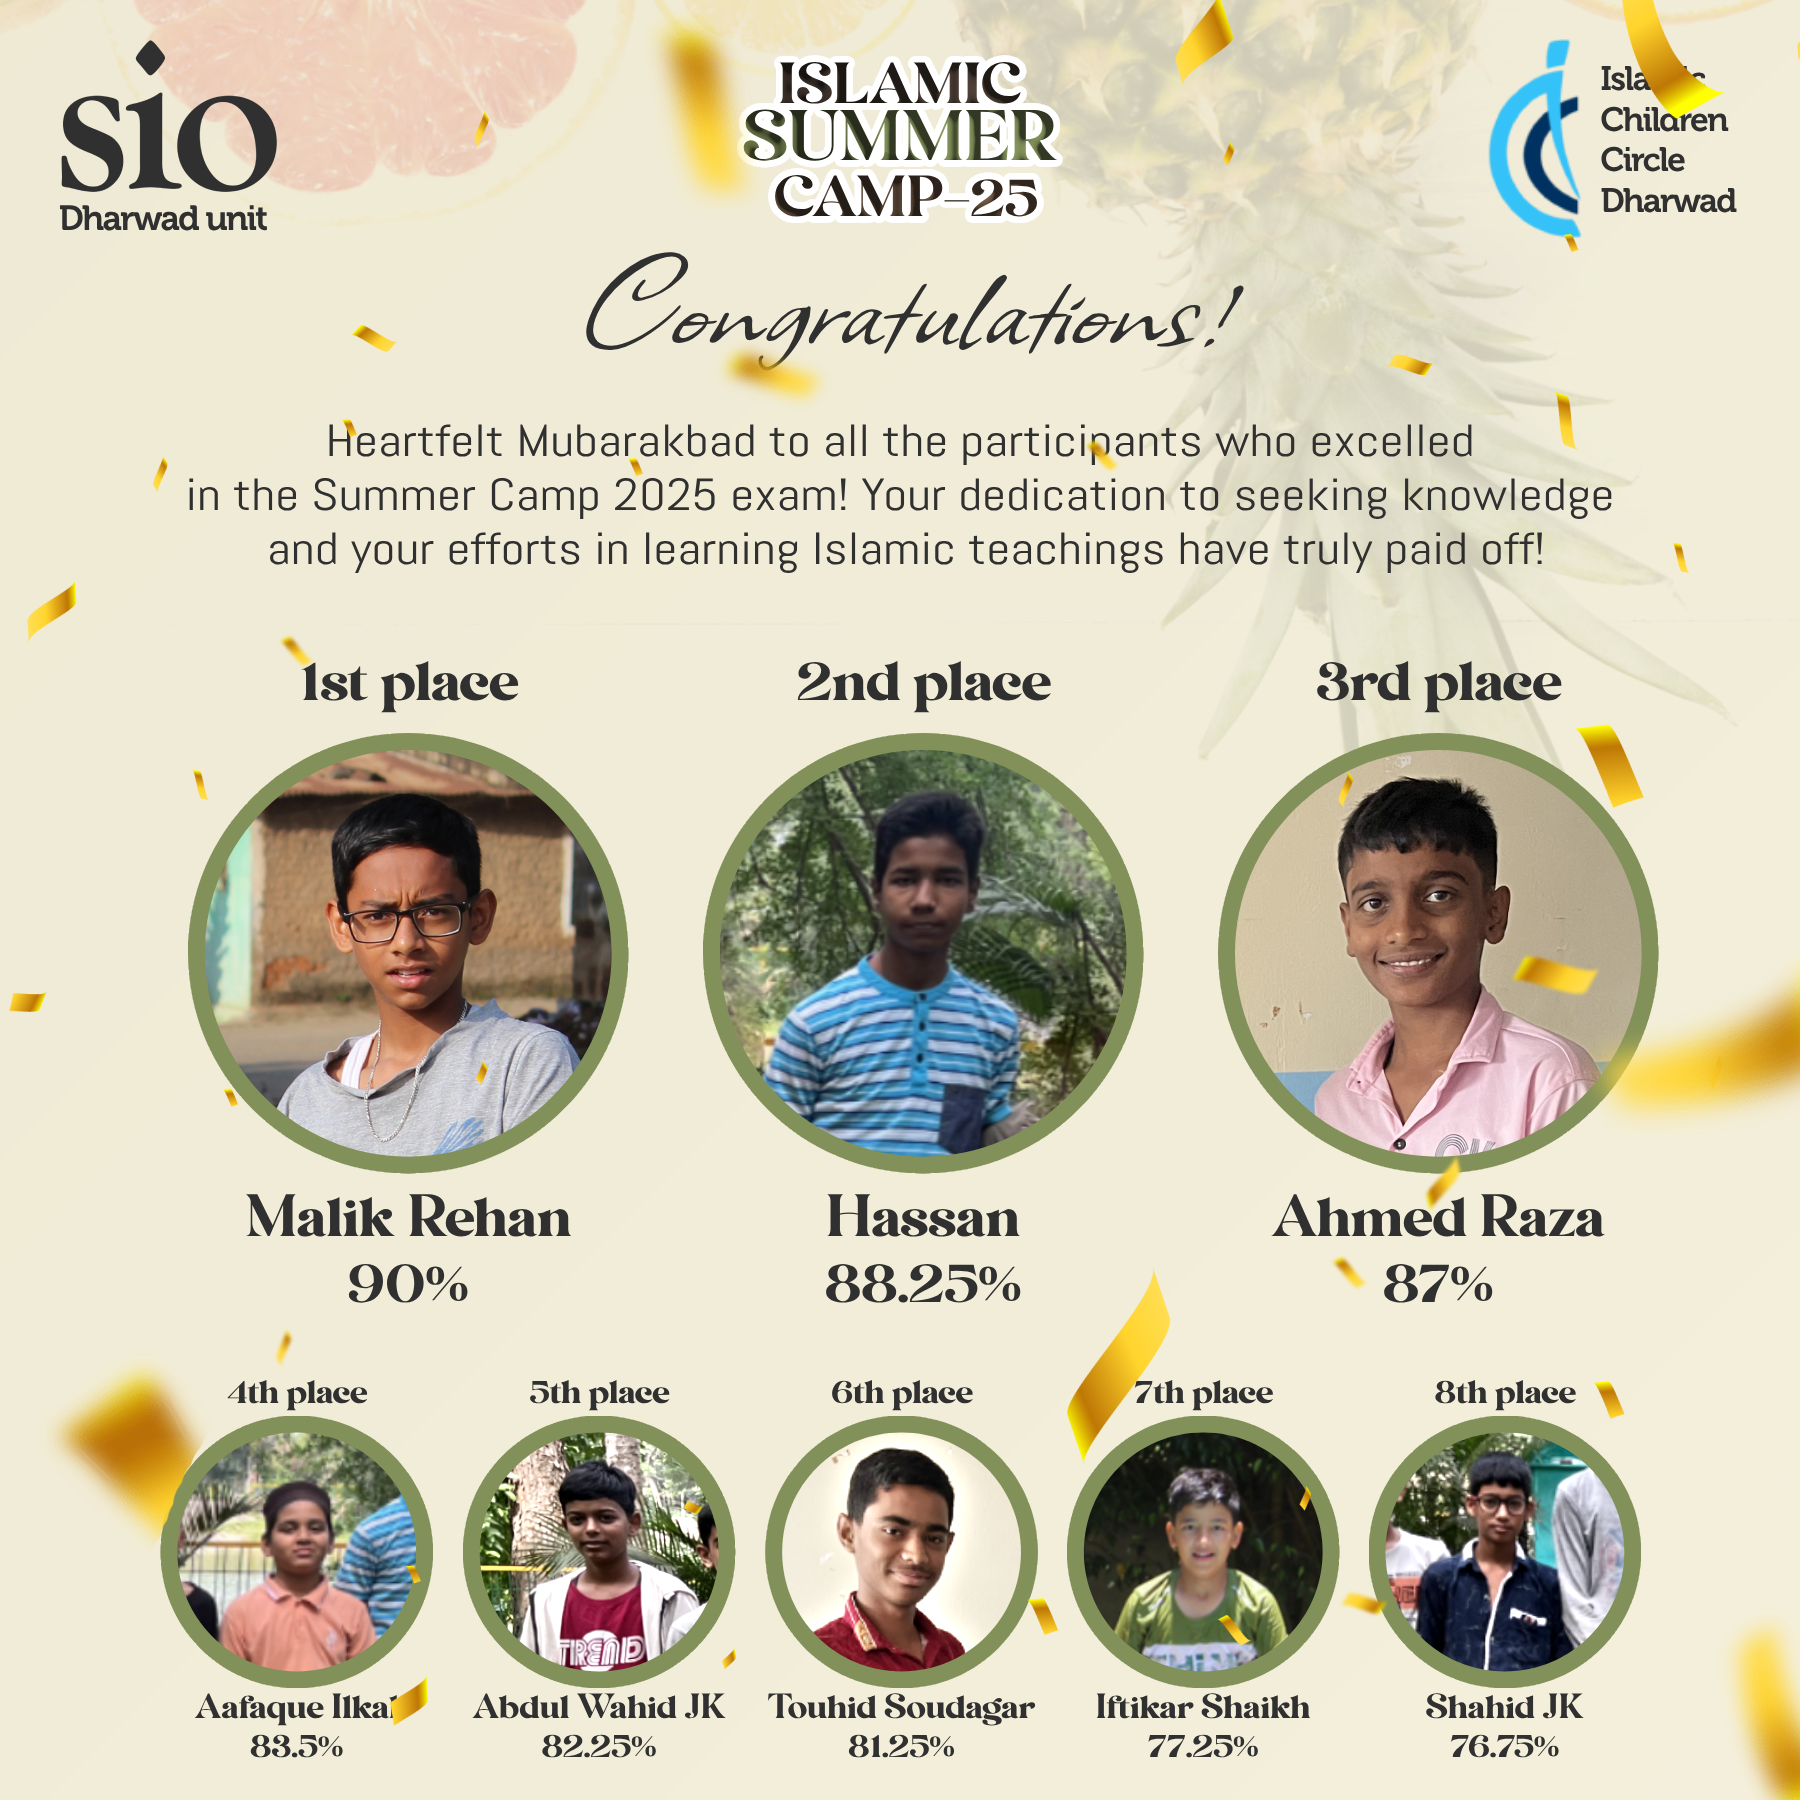 sio
Dharwad unit
ISLAMIC
SUMMER
CAMP-25
Children
Circle
Dharwad
Congratulations!
Heartfelt Mubarakbad to all the participants who excelled
in the Summer Camp 2025 exam! Your dedication to seeking knowledge
and your efforts in learning Islamic teachings have truly paid off!
1st place
2nd place
3rd place
Malik Rehan
Hassan
Ahmed Raza
90%
88.25%
87%
4th place
5th place
6th place
7th place
8th place
TREND
Aafaque
Abdul Wahid JK
Touhid Soudagar
Iftikar Shaikh
Shahid JK
83.5%
82.25%
81.25%
77.25%
76.75%